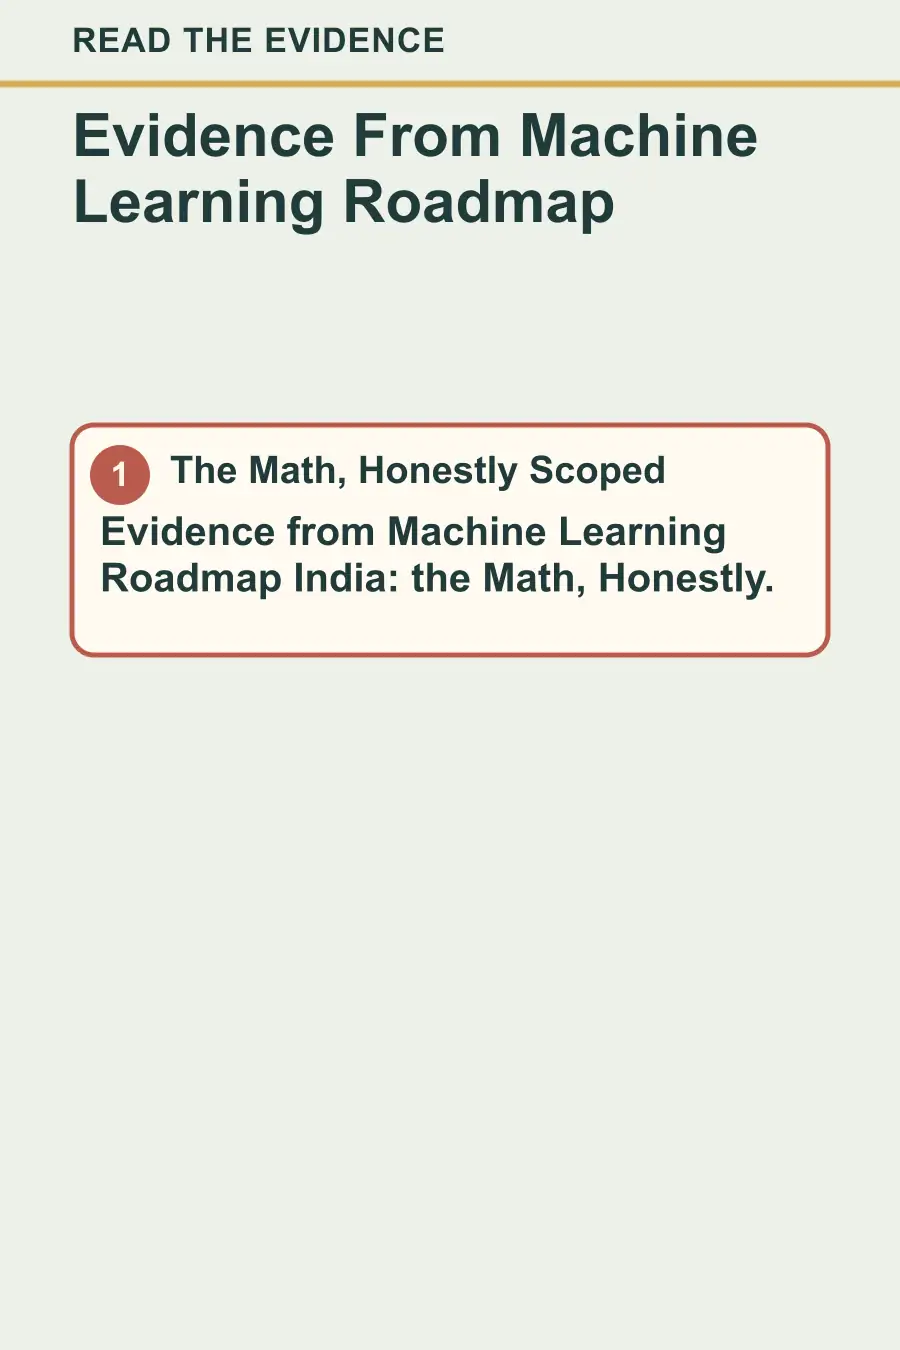 READ THE EVIDENCE
Evidence From Machine
Learning Roadmap
1 The Math, Honestly Scoped
Evidence from Machine Learning
Roadmap India: the Math, Honestly.